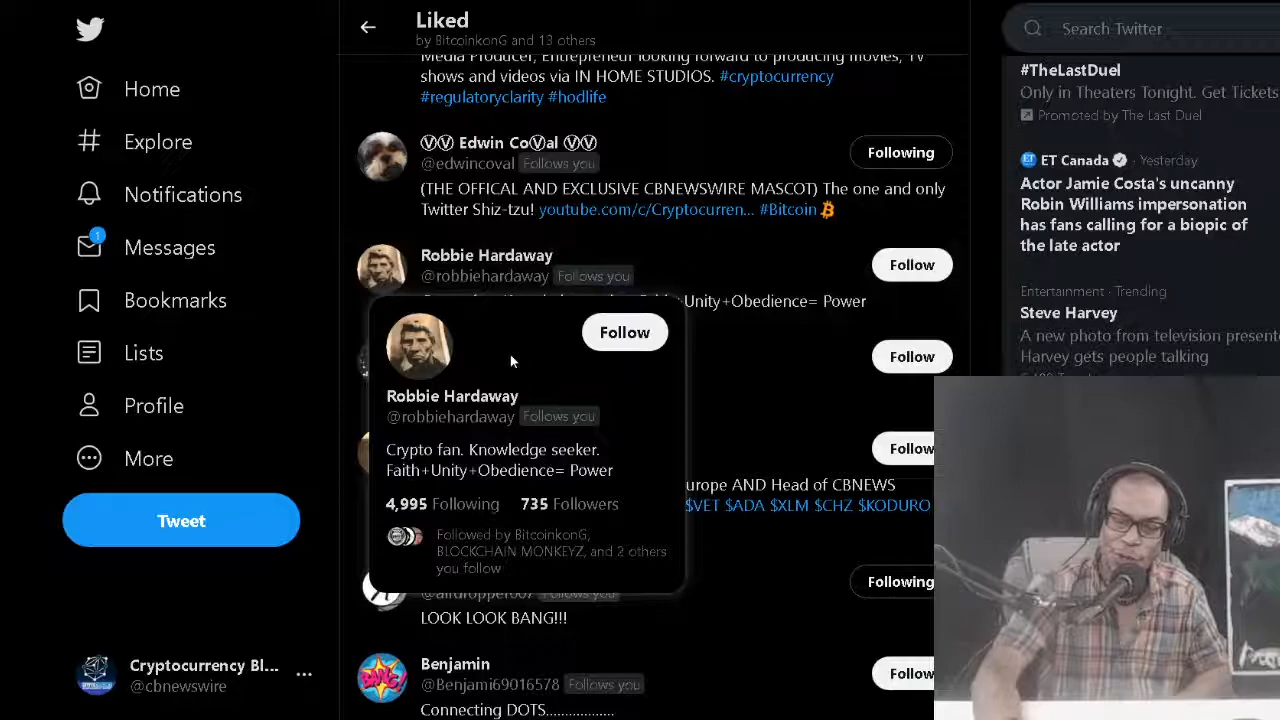 Home
Explore
Notifications
1
Messages
Bookmarks
Lists
Profile
More
Tweet
Cryptocurrency Bl...
@cbnewswire
Liked
by BitcoinkonG and 13 others
Media Producer, Entrepreneur looking forward to producing movies, TV
shows and videos via IN HOME STUDIOS. #cryptocurrency
#regulatoryclarity #hodlife
ⓋⓋ Edwin CoⓋal ⓋⓋ
@edwincoval Follows you
Following
(THE OFFICAL AND EXCLUSIVE CBNEWSWIRE MASCOT) The one and only
Twitter Shiz-tzu! youtube.com/c/Cryptocurren... #Bitcoin
Robbie Hardaway
@robbiehardaway Follows you
Follow
Unity+Obedience= Power
Follow
Robbie Hardaway
@robbiehardaway Follows you
Crypto fan. Knowledge seeker.
Faith+Unity+Obedience= Power
4,995 Following 735 Followers
Followed by BitcoinkonG,
BLOCKCHAIN MONKEYZ, and 2 others
you follow
Follow
Follow
urope AND Head of CBNEWS
$VET $ADA $XLM $CHZ $KODURO
Following
@airdropper007 Follows you
LOOK LOOK BANG!!!
BANG!
Benjamin
@Benjami69016578 Follows you
Follow
Connecting DOTS.................
Search Twitter
#TheLastDuel
Only in Theaters Tonight. Get Tickets
Promoted by The Last Duel
ET
ET Canada · Yesterday
Actor Jamie Costa's uncanny
Robin Williams impersonation
has fans calling for a biopic of
the late actor
Entertainment · Trending
Steve Harvey
A new photo from television present
Harvey gets people talking